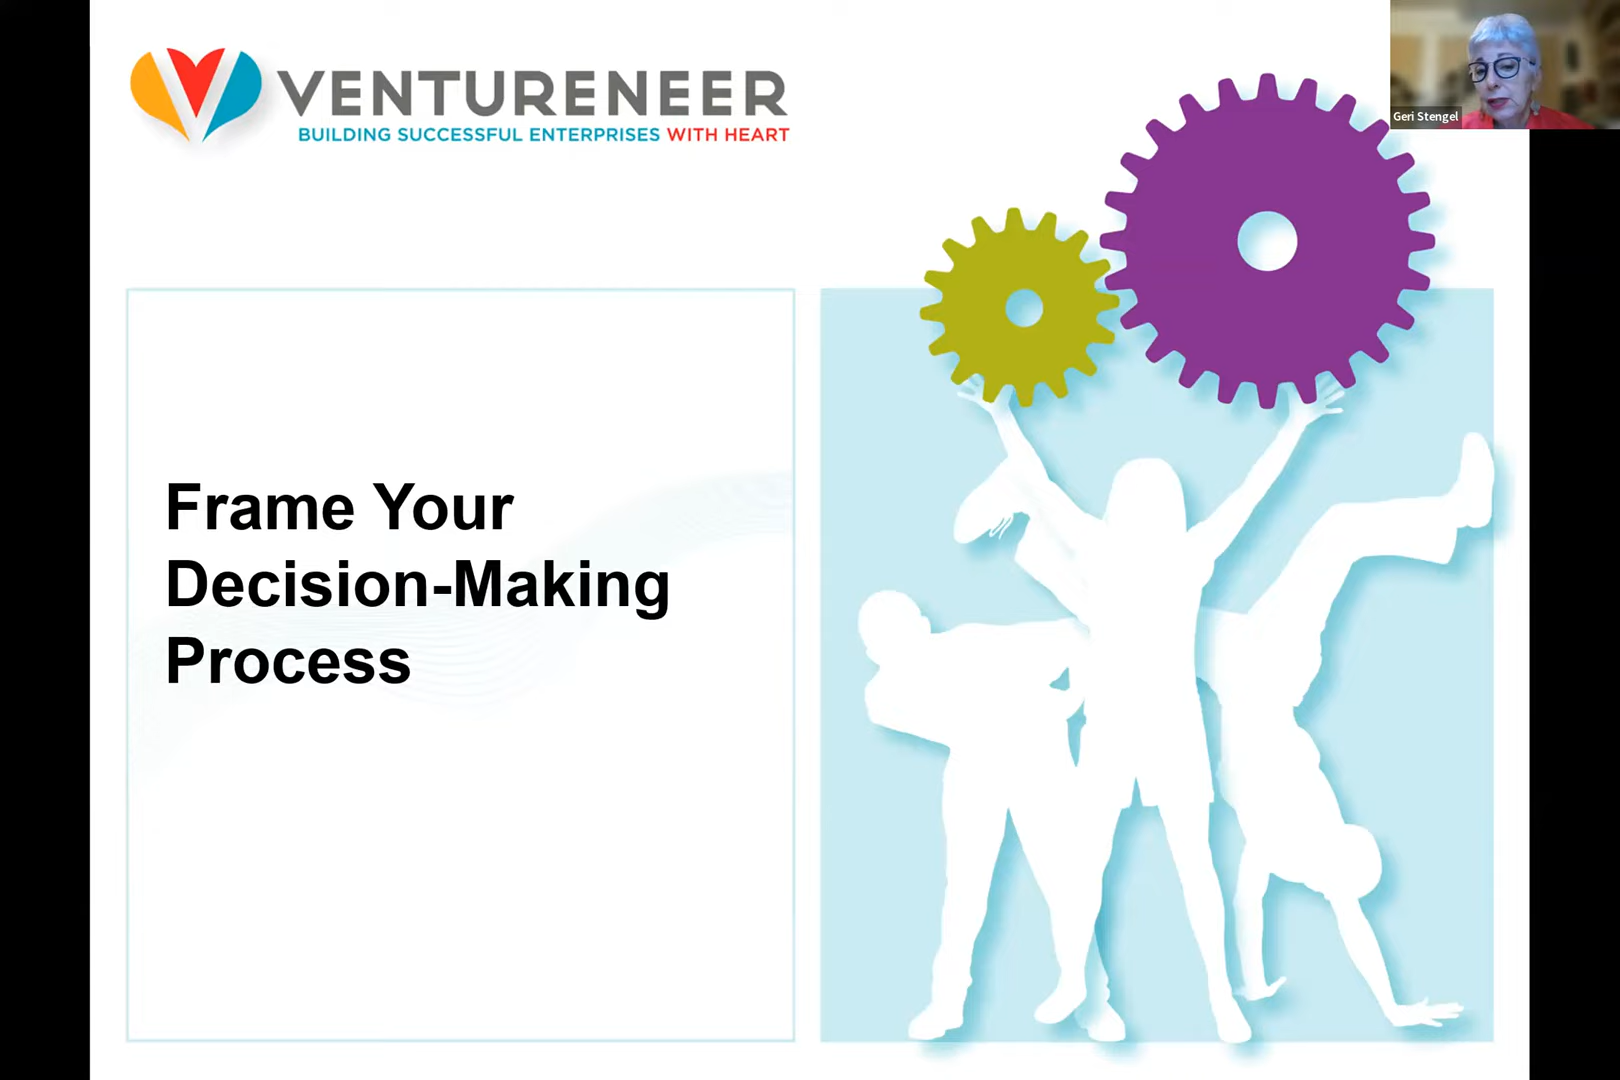 VENTURENEER
BUILDING SUCCESSFUL ENTERPRISES WITH HEART
Geri Stengel
Frame Your
Decision-Making
Process